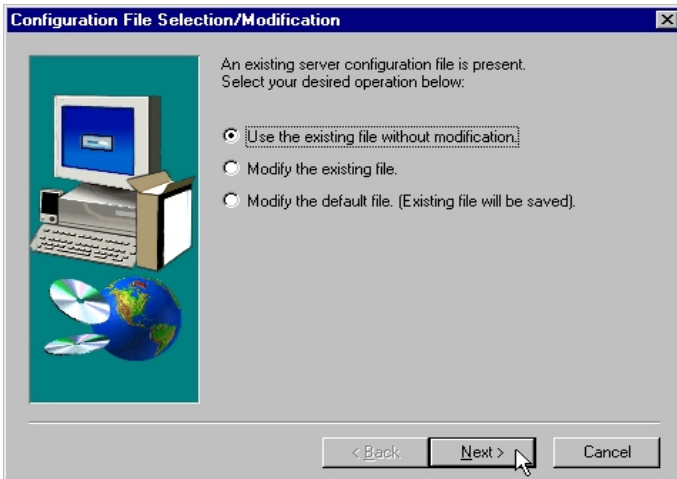 Configuration File Selection/Modification
An existing server configuration file is present.
Select your desired operation below:
Use the existing file without modification.
Modify the existing file.
Modify the default file. (Existing file will be saved).
< Back
Next >
Cancel